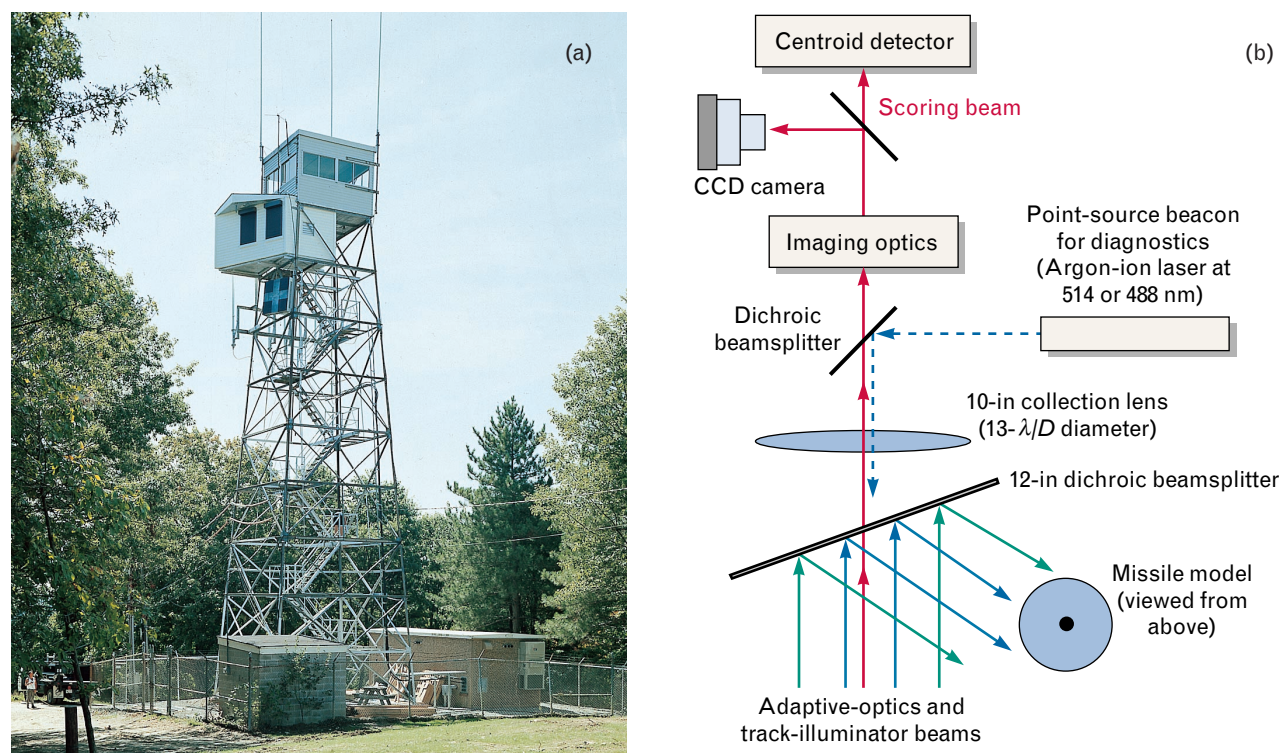 (a)
(b)
Centroid detector
Scoring beam
CCD camera
Imaging optics
Point-source beacon
for diagnostics
(Argon-ion laser at
514 or 488 nm)
Dichroic
beamsplitter
10-in collection lens
(13-λ/D diameter)
12-in dichroic beamsplitter
Missile model
(viewed from
above)
Adaptive-optics and
track-illuminator beams